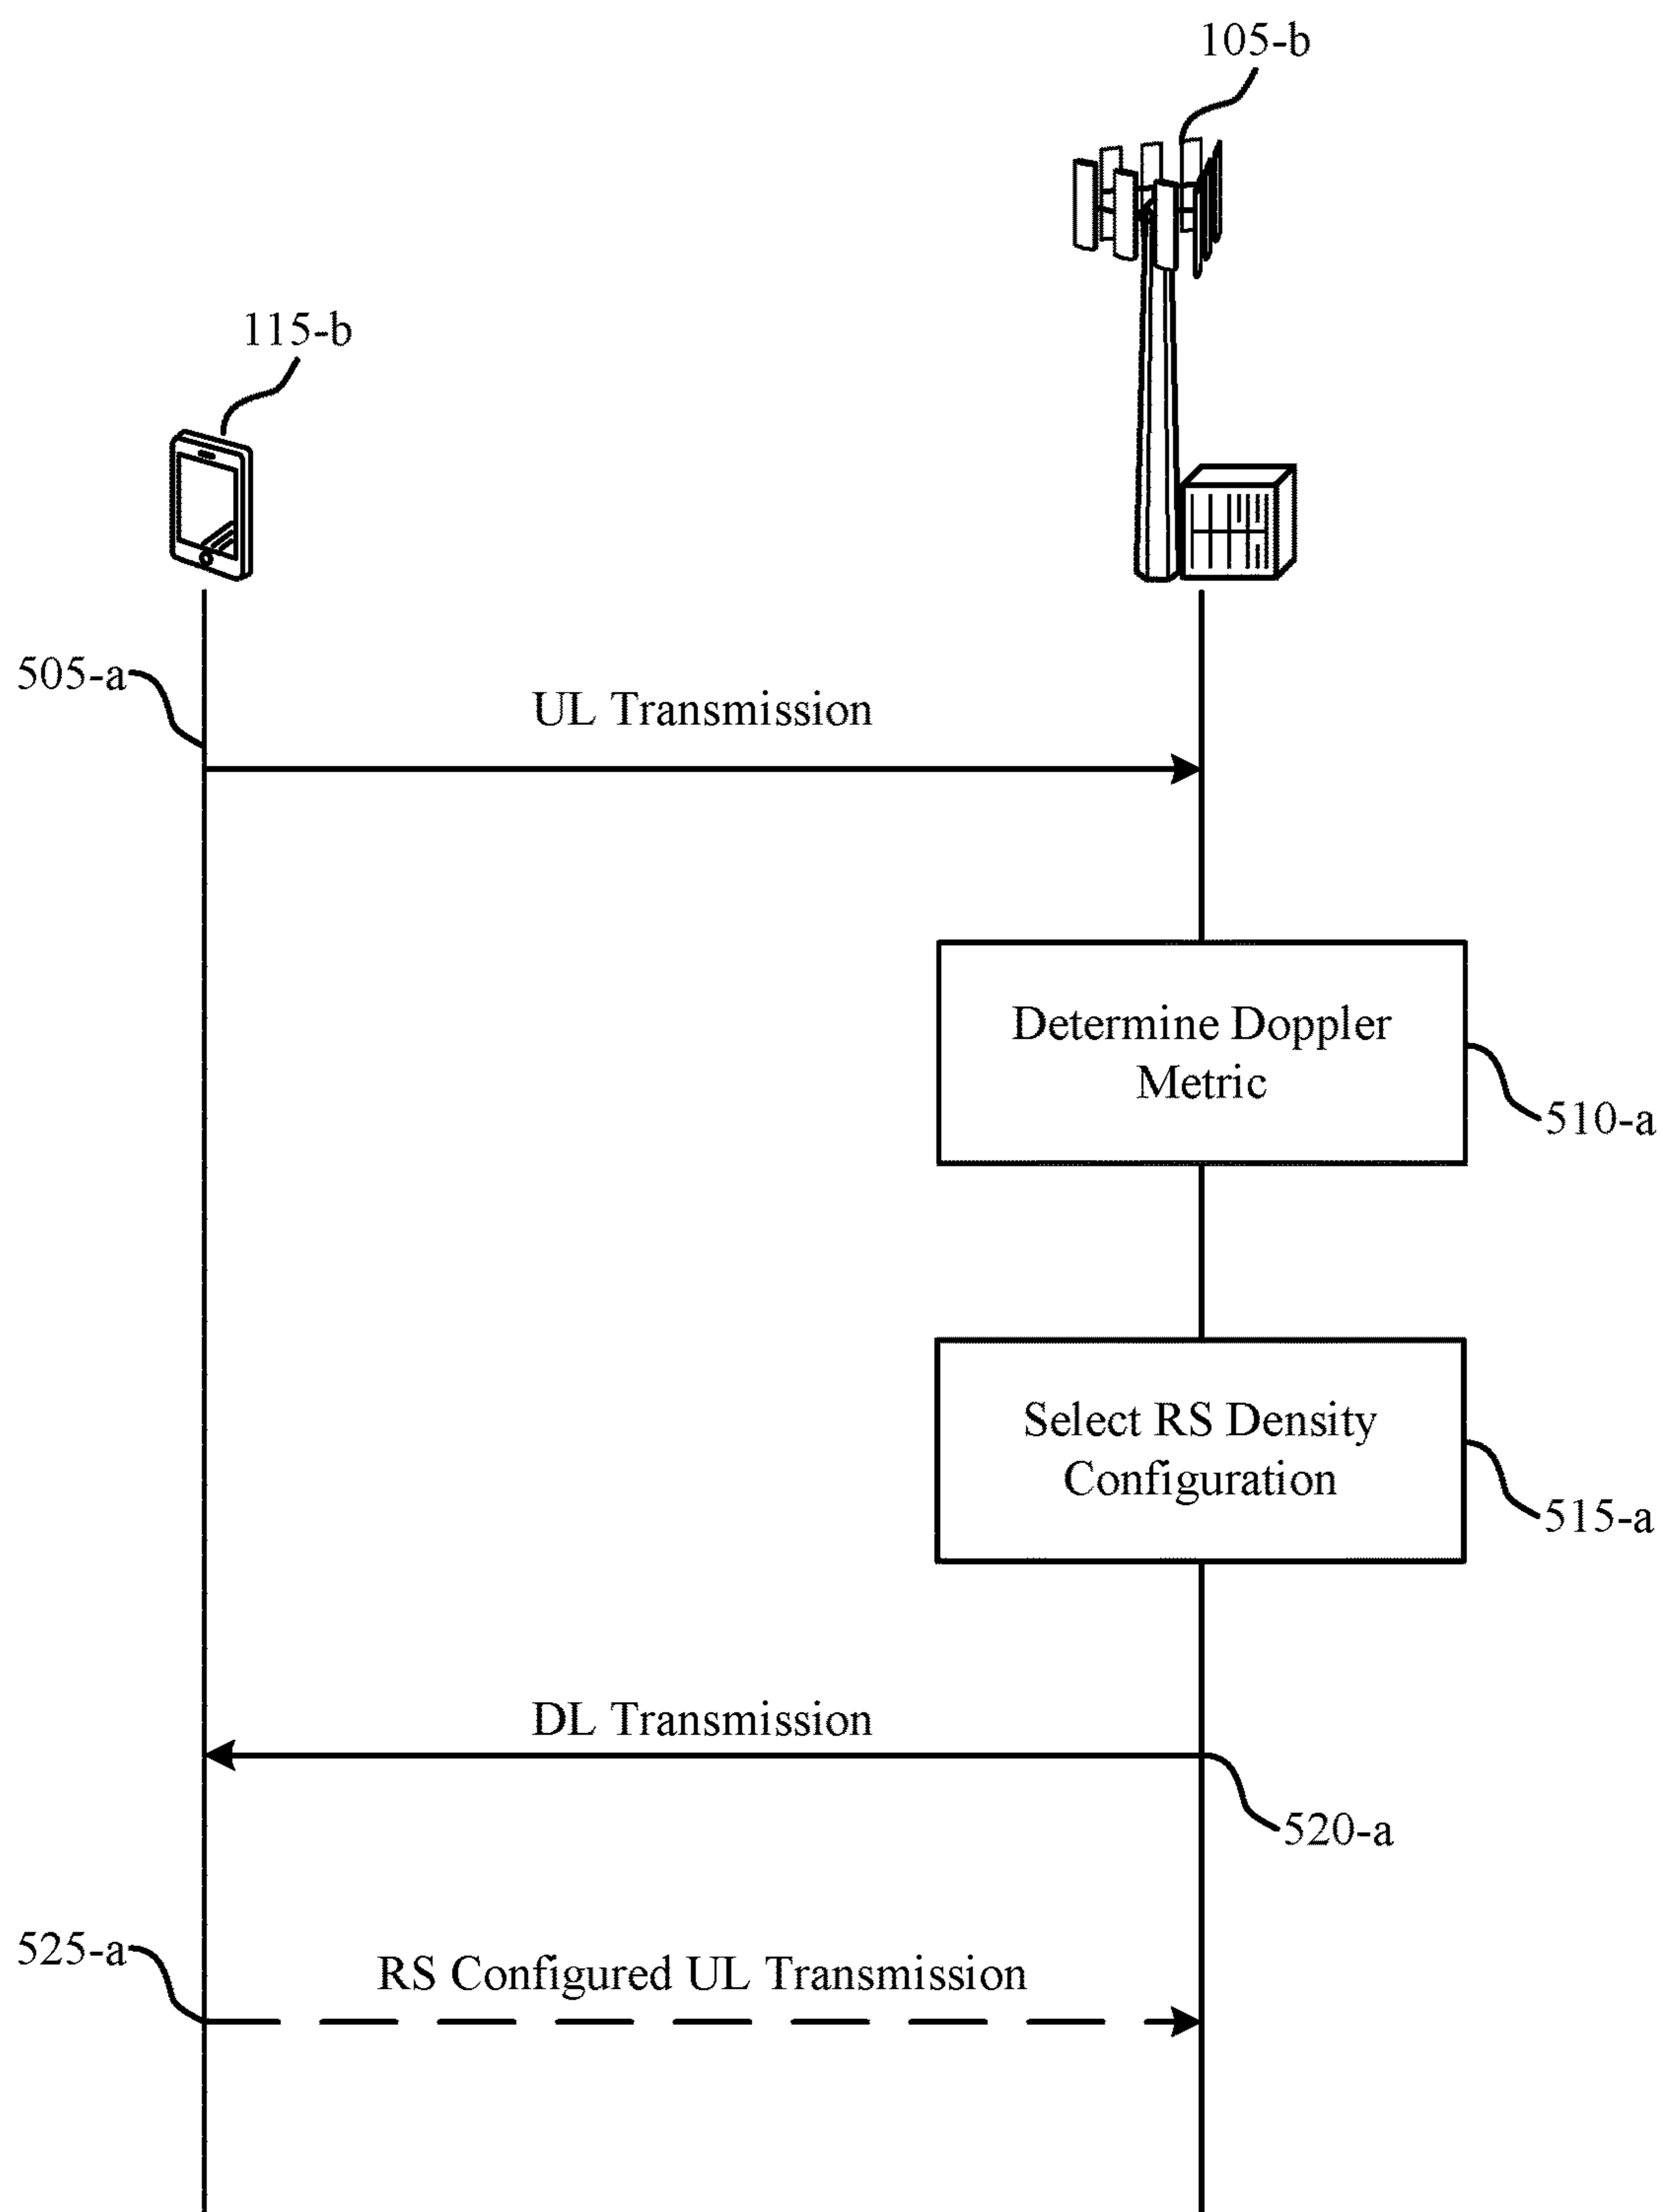 105-b
115-b
505-a
UL Transmission
Determine Doppler
Metric
510-a
Select RS Density
Configuration
515-a
DL Transmission
520-a
525-a
RS Configured UL Transmission